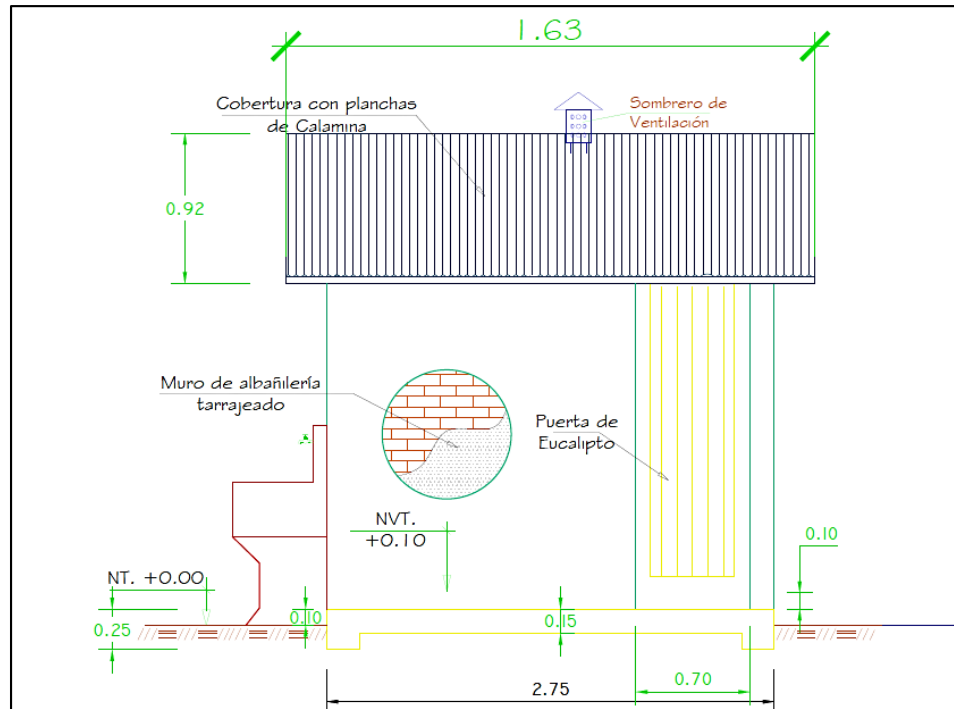 1.63
Cobertura con planchas
de Calamina
Sombrero de
Ventilación
0.92
Muro de albañilería
tarrajeado
Puerta de
Eucalipto
NVT.
+0.10
0.10
NT. +0.00
0.25
0.10
0.15
2.75
0.70